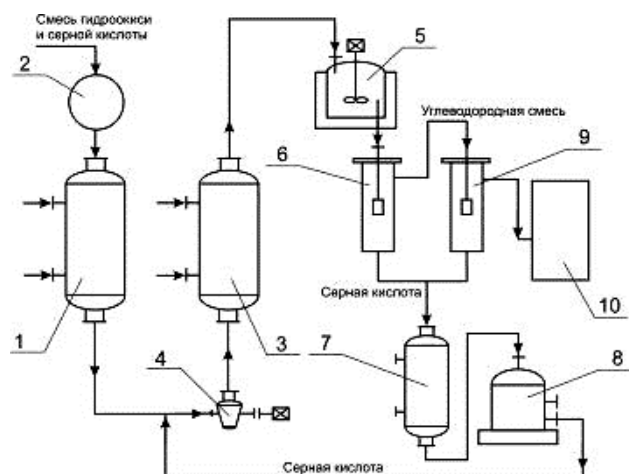 Смесь гидроокиси
и серной кислоты
2
5
Углеводородная смесь
6
9
Серная кислота
10
1
3
4
7
8
Серная кислота